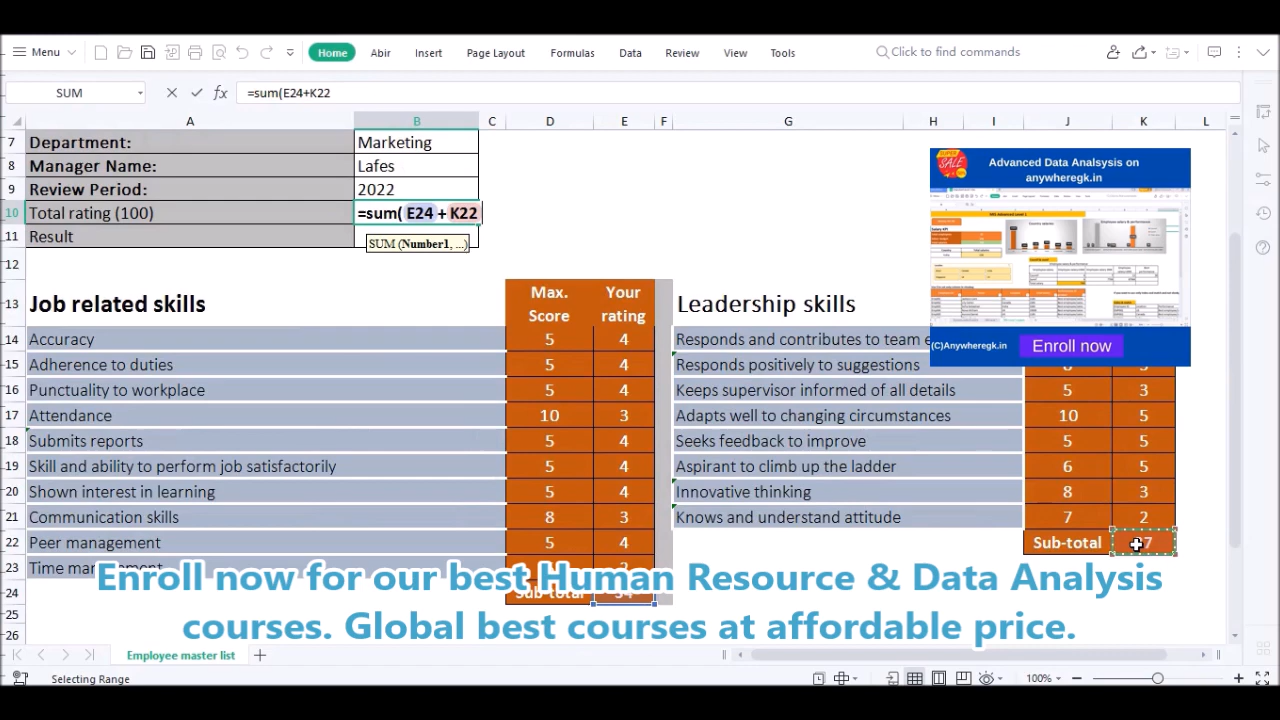 Menu Home Abir Insert Page Layout Formulas Data Review View Tools Click to find commands
SUM =sum(E24+K22
A B C D E F G H I J K L
7 Department: Marketing
8 Manager Name: Lafes
9 Review Period: 2022
10 Total rating (100) =sum( E24 + K22
11 Result
SUM (Number1, ...)
12
SUPER SALE
Advanced Data Analsysis on
anywheregk.in
(C)Anywheregk.in Enroll now
13 Job related skills Max. Score Your rating Leadership skills
14 Accuracy 5 4 Responds and contributes to team
15 Adherence to duties 5 4 Responds positively to suggestions
16 Punctuality to workplace 5 4 Keeps supervisor informed of all details 5 3
17 Attendance 10 3 Adapts well to changing circumstances 10 5
18 Submits reports 5 4 Seeks feedback to improve 5 5
19 Skill and ability to perform job satisfactorily 5 4 Aspirant to climb up the ladder 6 5
20 Shown interest in learning 5 4 Innovative thinking 8 3
21 Communication skills 8 3 Knows and understand attitude 7 2
22 Peer management 5 4 Sub-total
23
24 Sub-total
25
26
Enroll now for our best Human Resource & Data Analysis
courses. Global best courses at affordable price.
Employee master list
Selecting Range 100%